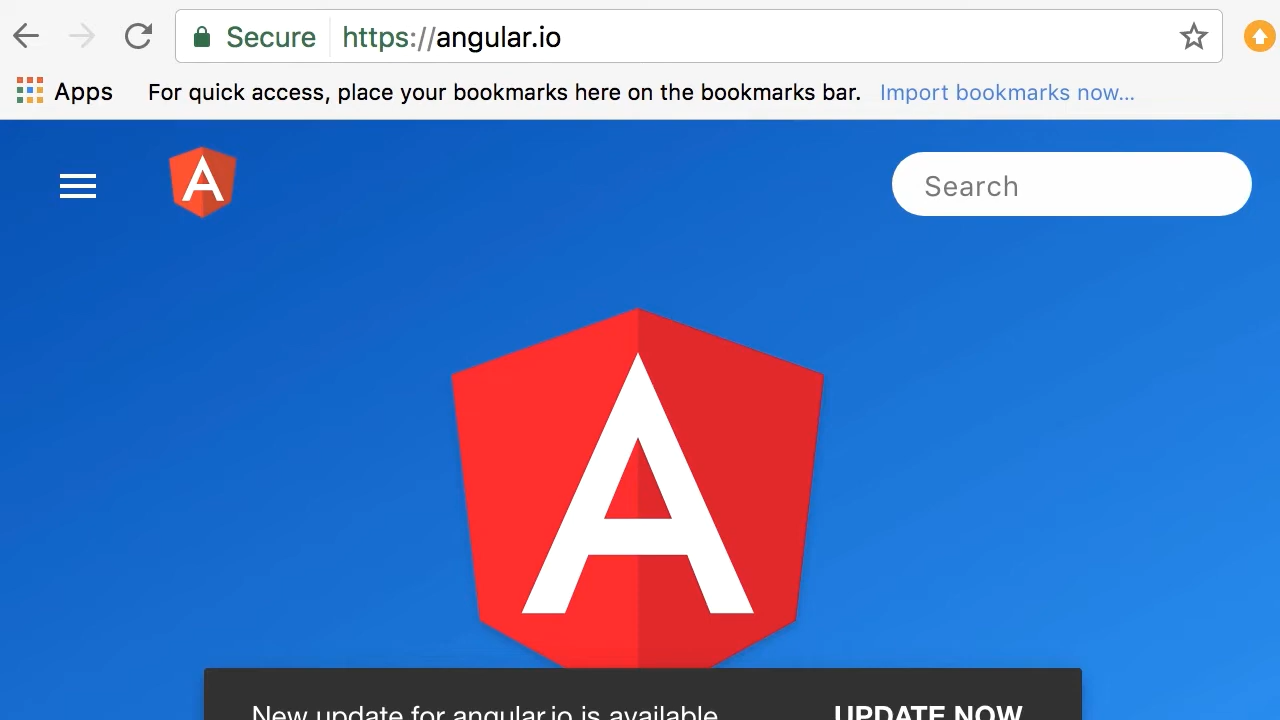 Secure https://angular.io
Apps For quick access, place your bookmarks here on the bookmarks bar. Import bookmarks now...
A
Search
A
New update for angular.io is available UPDATE NOW